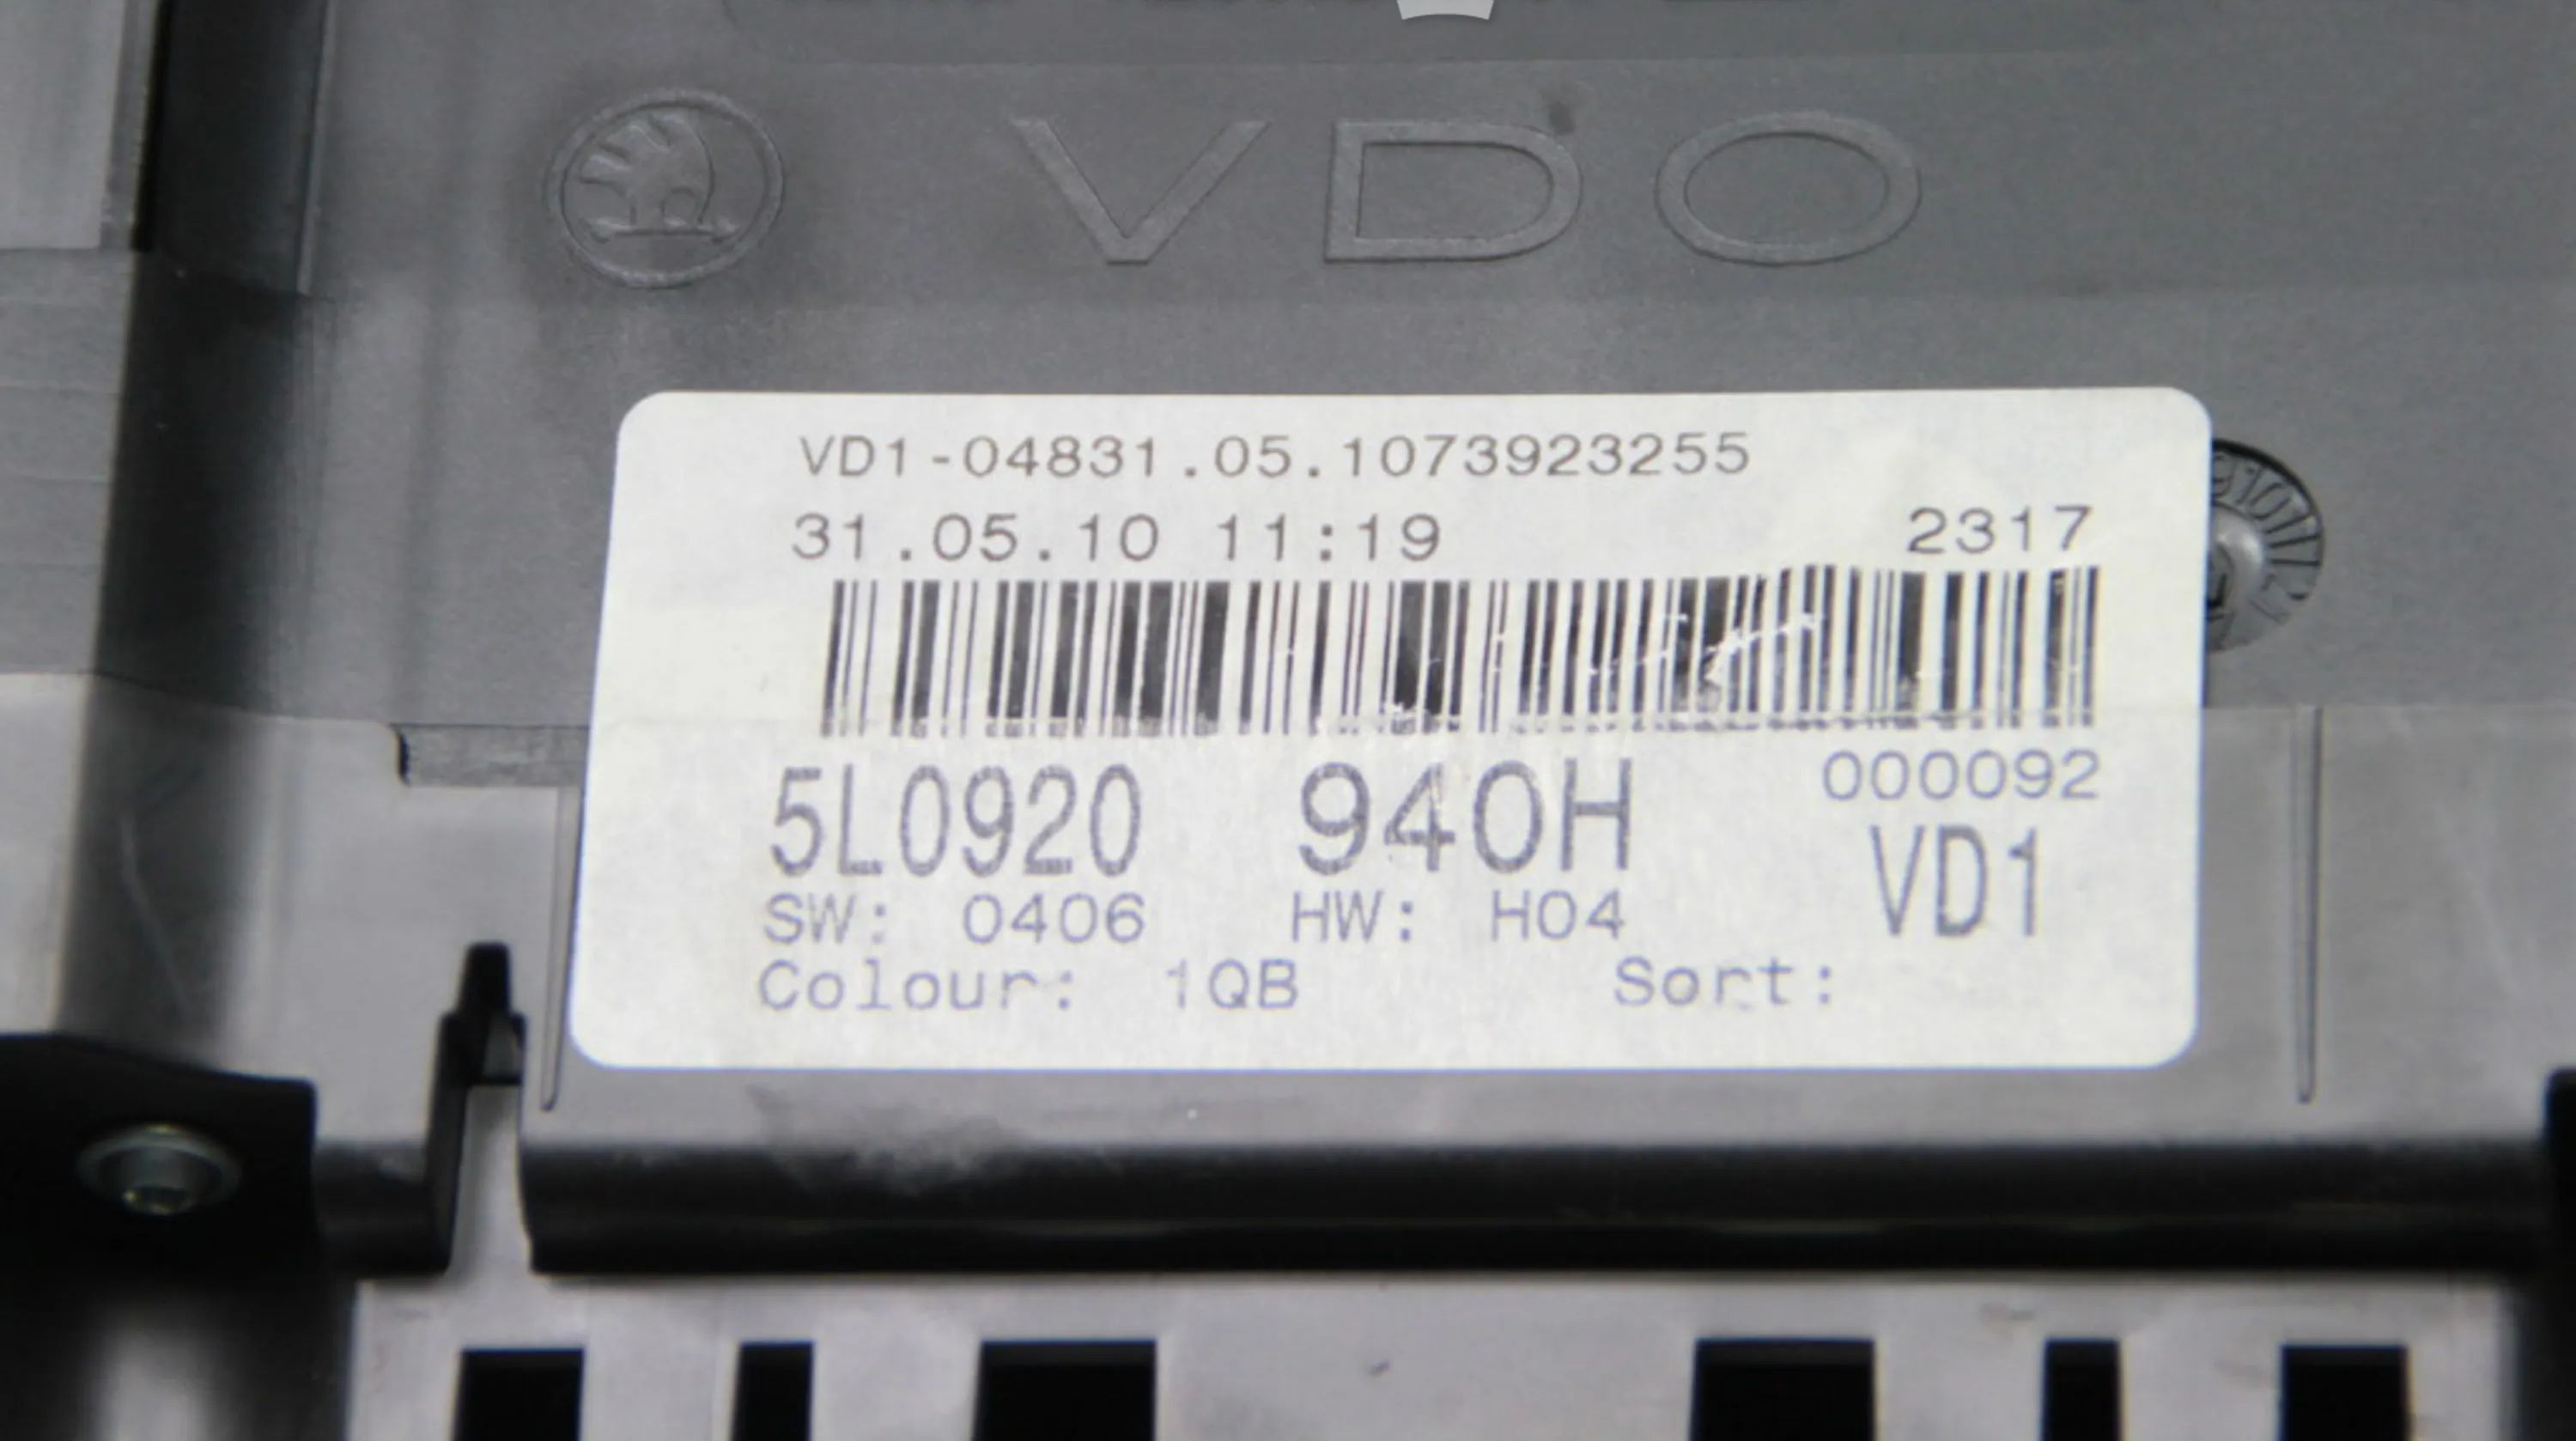 VDO
VD1-04831.05.1073923255
31.05.10 11:19 2317
5L0920 940H 000092
VD1
SW: 0406 HW: H04
Colour: 1QB Sort: